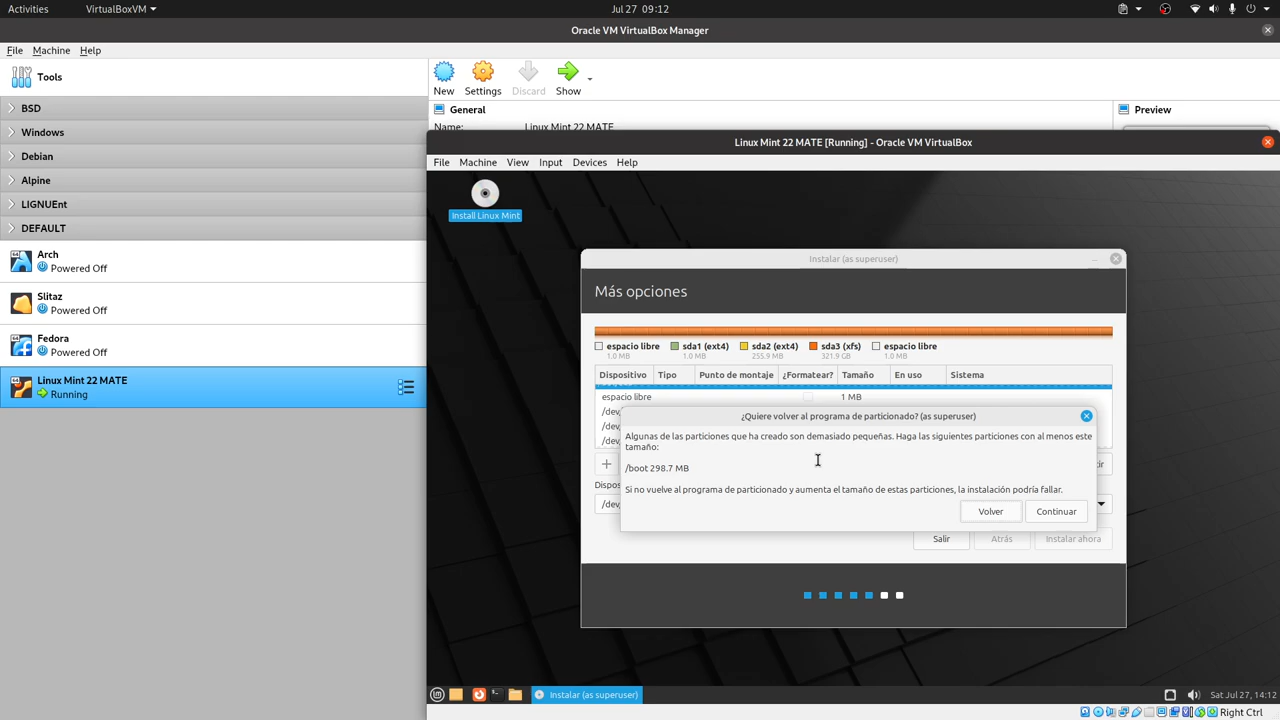 Activities
VirtualBoxVM
Jul 27 09:12
Oracle VM VirtualBox Manager
File Machine Help
Tools
BSD
Windows
Debian
Alpine
LIGNUEnt
DEFAULT
Arch
Powered Off
Slitaz
Powered Off
Fedora
Powered Off
Linux Mint 22 MATE
Running
New Settings Discard Show
General
Preview
Name: Linux Mint 22 MATE
Linux Mint 22 MATE [Running] - Oracle VM VirtualBox
File Machine View Input Devices Help
Install Linux Mint
Instalar (as superuser)
Más opciones
espacio libre sda1 (ext4) sda2 (ext4) sda3 (xfs) espacio libre
1.0 MB 1.0 MB 255.9 MB 321.9 GB 1.0 MB
Dispositivo Tipo Punto de montaje ¿Formatear? Tamaño En uso Sistema
espacio libre 1 MB
¿Quiere volver al programa de particionado? (as superuser)
Algunas de las particiones que ha creado son demasiado pequeñas. Haga las siguientes particiones con al menos este
tamaño:
/boot 298.7 MB
Si no vuelve al programa de particionado y aumenta el tamaño de estas particiones, la instalación podría fallar.
Volver Continuar
Salir Atrás Instalar ahora
Instalar (as superuser)
Sat Jul 27, 14:12
Right Ctrl